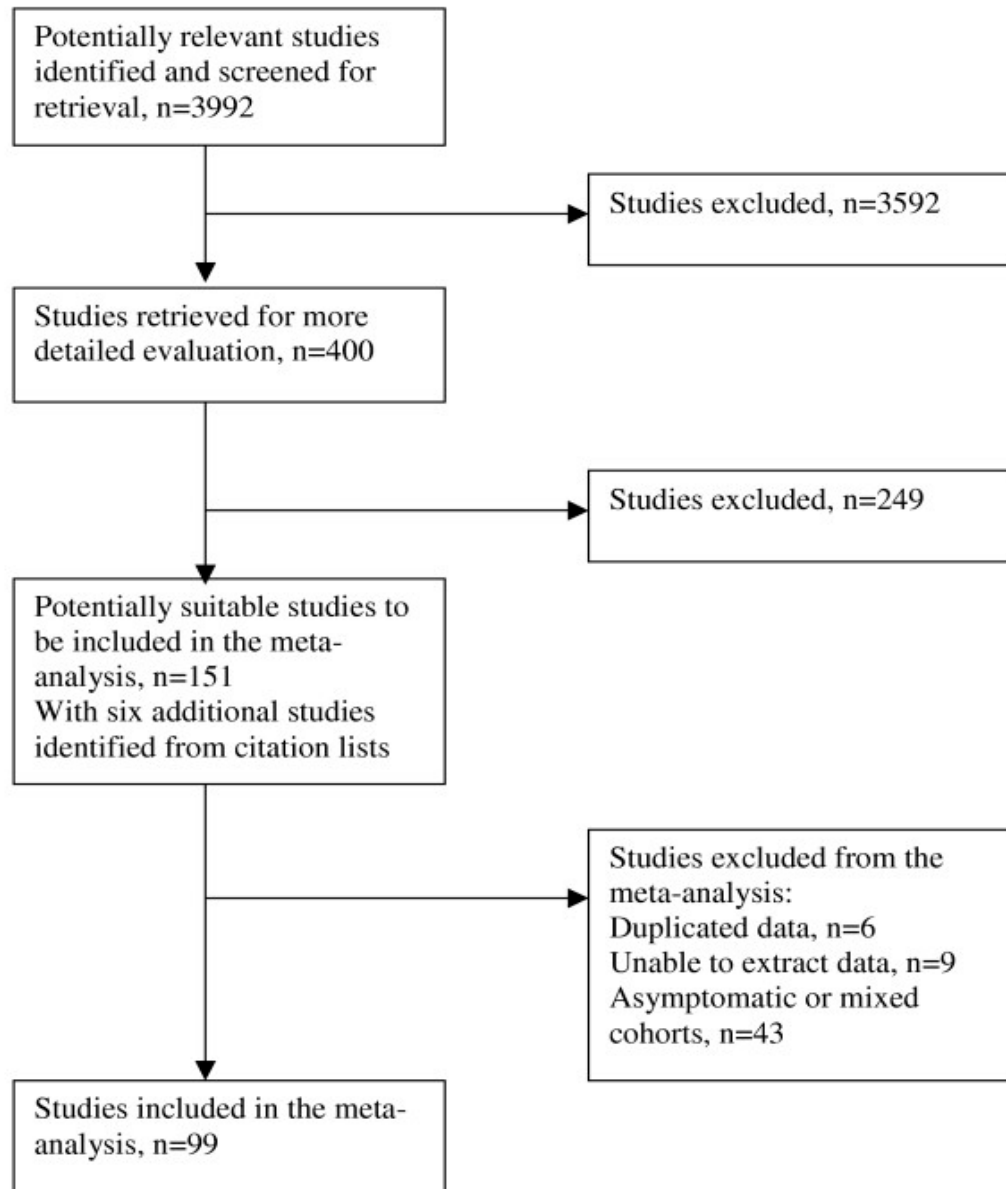 Potentially relevant studies
identified and screened for
retrieval, n=3992
Studies excluded, n=3592
Studies retrieved for more
detailed evaluation, n=400
Studies excluded, n=249
Potentially suitable studies to
be included in the meta-
analysis, n=151
With six additional studies
identified from citation lists
Studies excluded from the
meta-analysis:
Duplicated data, n=6
Unable to extract data, n=9
Asymptomatic or mixed
cohorts, n=43
Studies included in the meta-
analysis, n=99